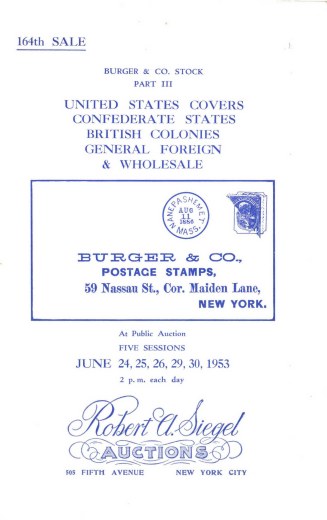 164th SALE
BURGER & CO. STOCK
PART III
UNITED STATES COVERS
CONFEDERATE STATES
BRITISH COLONIES
GENERAL FOREIGN
& WHOLESALE
NANEPASHEMET
AUG
11
1886
MASS.
BURGER & CO.,
POSTAGE STAMPS,
59 Nassau St., Cor. Maiden Lane,
NEW YORK.
At Public Auction
FIVE SESSIONS
JUNE 24, 25, 26, 29, 30, 1953
2 p.m. each day
Robert A. Siegel
AUCTIONS
505 FIFTH AVENUE NEW YORK CITY